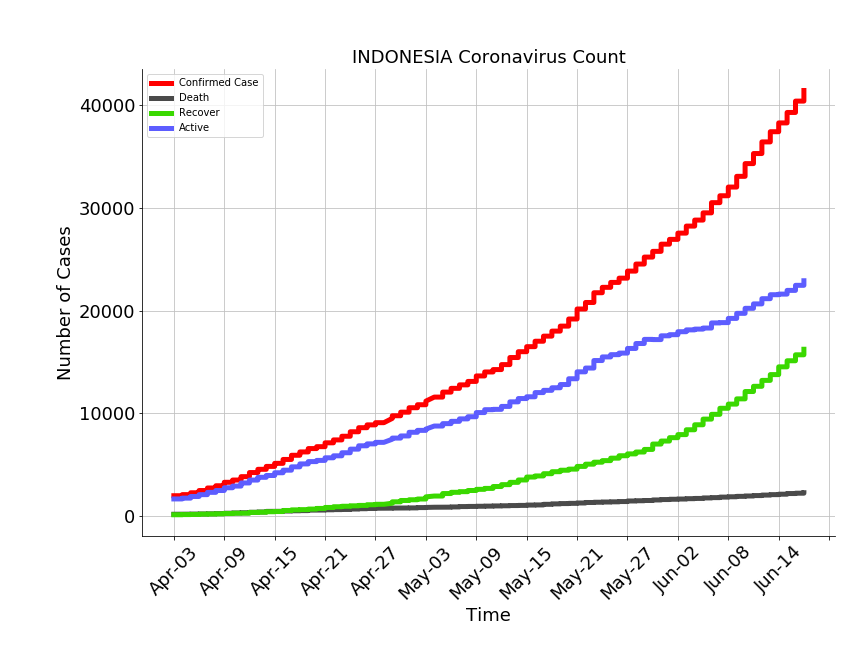 INDONESIA Coronavirus Count
Confirmed Case
Death
Recover
Active
Number of Cases
40000
30000
20000
10000
0
Apr-03
Apr-09
Apr-15
Apr-21
Apr-27
May-03
May-09
May-15
May-21
May-27
Jun-02
Jun-08
Jun-14
Time